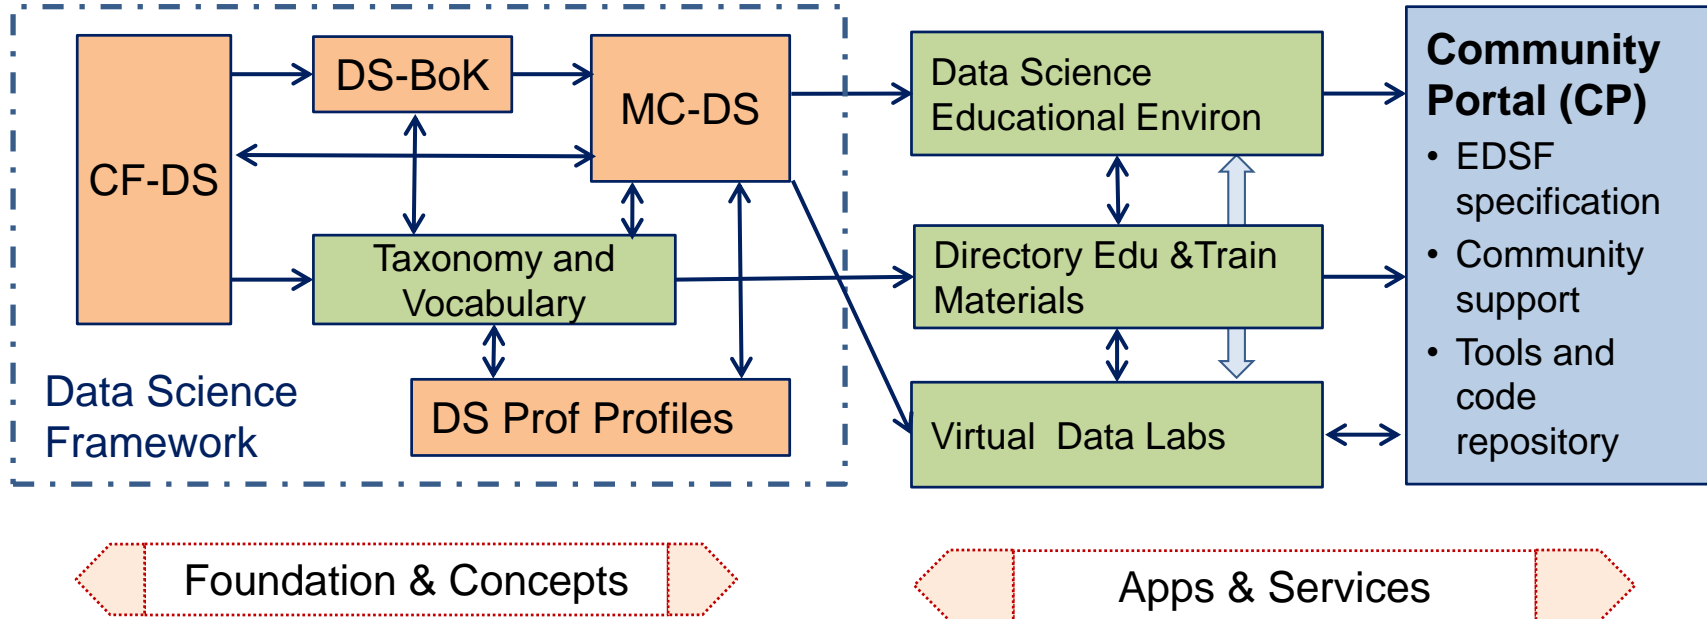 CF-DS
DS-BoK
MC-DS
Taxonomy and
Vocabulary
DS Prof Profiles
Data Science
Framework
Data Science
Educational Environ
Directory Edu &Train
Materials
Virtual Data Labs
Community
Portal (CP)
• EDSF
specification
• Community
support
• Tools and
code
repository
Foundation & Concepts
Apps & Services